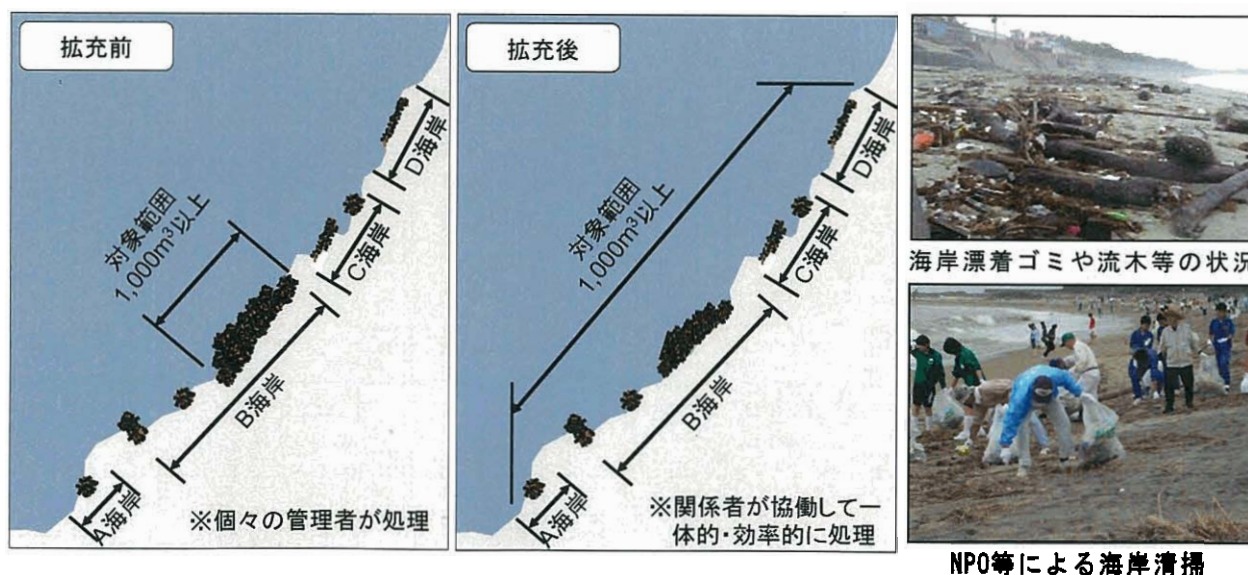 拡充前
対象範囲
1,000m³以上
D海岸
C海岸
B海岸
A海岸
※個々の管理者が処理
拡充後
対象範囲
1,000m³以上
D海岸
C海岸
B海岸
A海岸
※関係者が協働して一
体的・効率的に処理
海岸漂着ゴミや流木等の状況
NPO等による海岸清掃